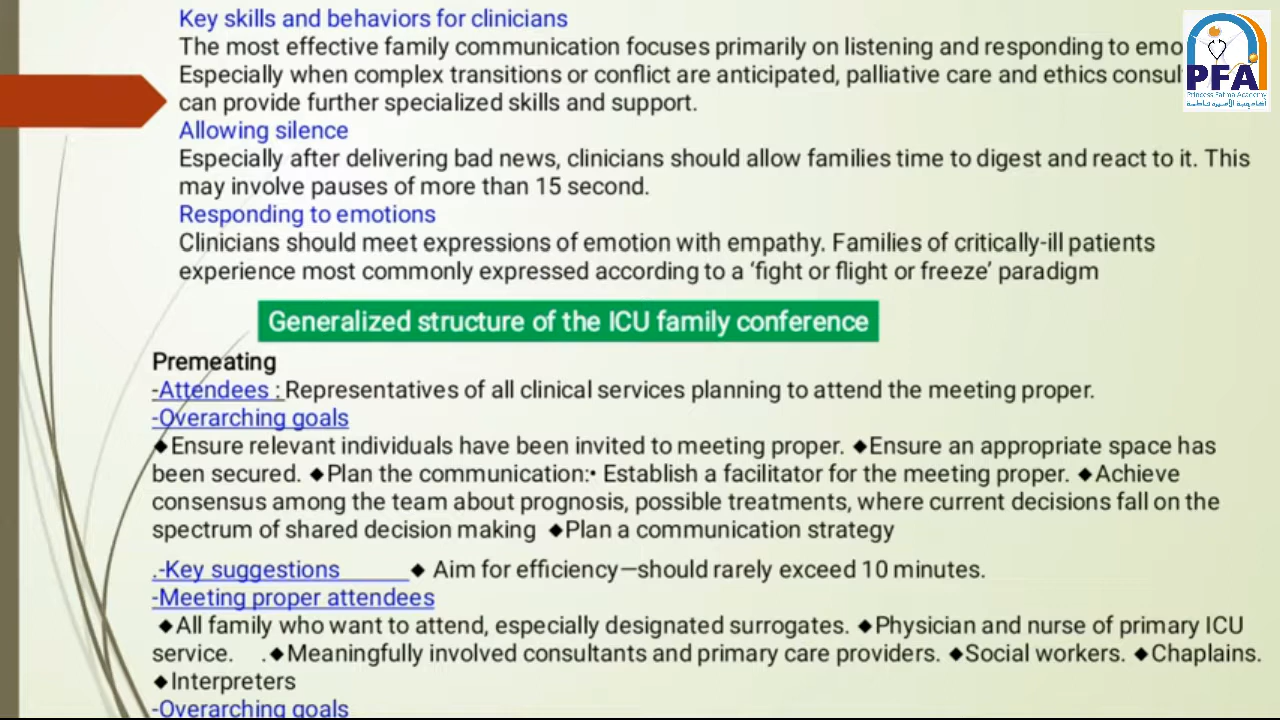 Key skills and behaviors for clinicians
The most effective family communication focuses primarily on listening and responding to
Especially when complex transitions or conflict are anticipated, palliative care and ethics
can provide further specialized skills and support.
PFA
Princess Fatma Academy
أكاديمية الأميرة فاطمة
Allowing silence
Especially after delivering bad news, clinicians should allow families time to digest and react to it. This
may involve pauses of more than 15 second.
Responding to emotions
Clinicians should meet expressions of emotion with empathy. Families of critically-ill patients
experience most commonly expressed according to a ‘fight or flight or freeze’ paradigm
Generalized structure of the ICU family conference
Premeating
-Attendees : Representatives of all clinical services planning to attend the meeting proper.
-Overarching goals
◆Ensure relevant individuals have been invited to meeting proper. ◆Ensure an appropriate space has
been secured. ◆Plan the communication:• Establish a facilitator for the meeting proper. ◆Achieve
consensus among the team about prognosis, possible treatments, where current decisions fall on the
spectrum of shared decision making ◆Plan a communication strategy
.-Key suggestions ◆ Aim for efficiency—should rarely exceed 10 minutes.
-Meeting proper attendees
◆All family who want to attend, especially designated surrogates. ◆Physician and nurse of primary ICU
service. .◆Meaningfully involved consultants and primary care providers. ◆Social workers. ◆Chaplains.
◆Interpreters
-Overarching goals